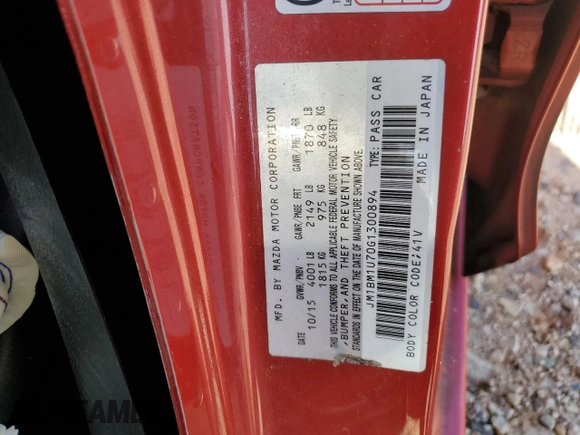 MFD. BY MAZDA MOTOR CORPORATION
DATE GVWR/PNBV GAWR/PNBE FRT GAWR/PNE RR
10/15 4001 LB 2149 LB 1870 LB
1815 KG 975 KG 848 KG
THIS VEHICLE CONFORMS TO ALL APPLICABLE FEDERAL MOTOR VEHICLE SAFETY
,BUMPER,AND THEFT PREVENTION
STANDARDS IN EFFECT ON THE DATE OF MANUFACTURE SHOWN ABOVE.
JM1BM1U70G1300894 TYPE: PASS CAR
BODY COLOR CODE;41V MADE IN JAPAN